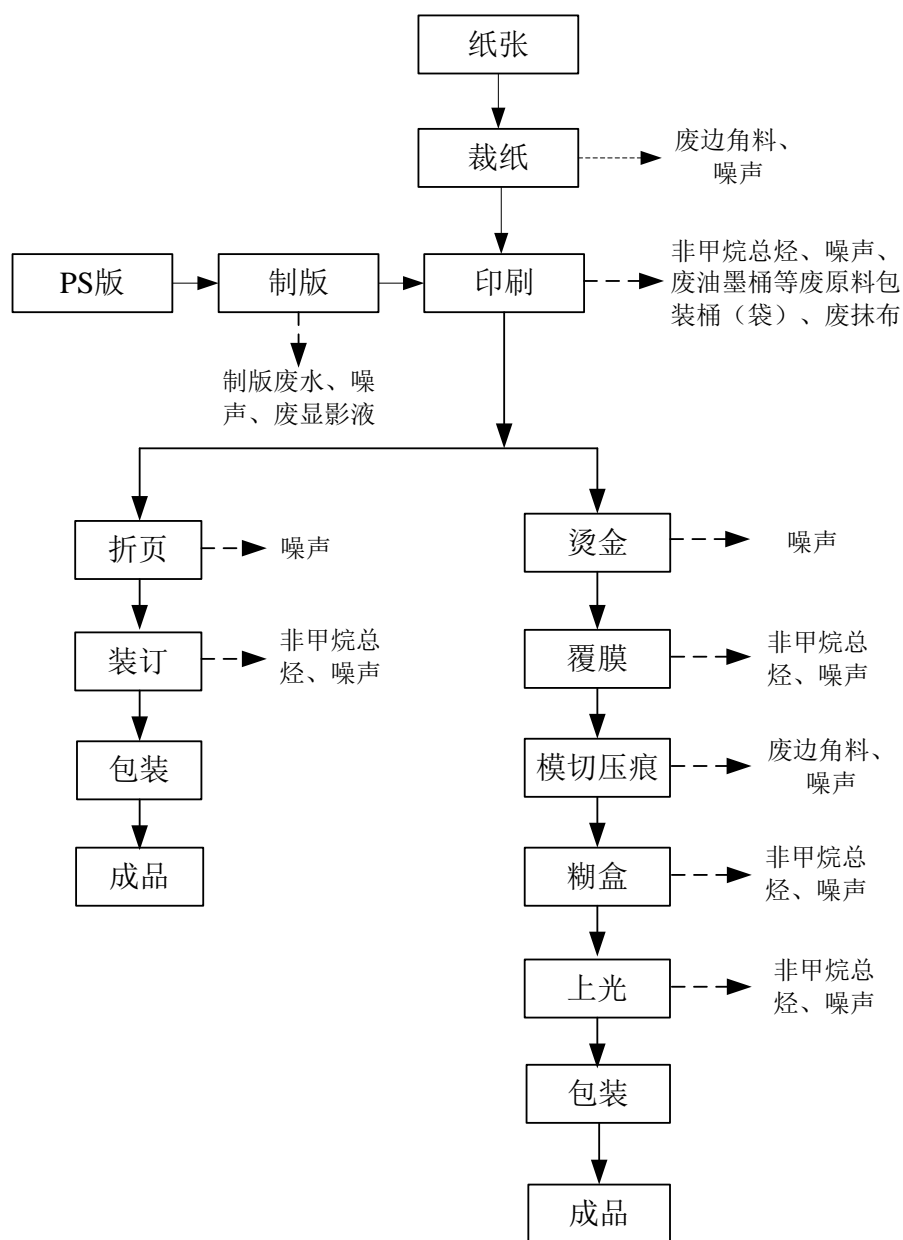 纸张
裁纸
废边角料、
噪声
PS版
制版
印刷
非甲烷总烃、噪声、
废油墨桶等废原料包
装桶（袋）、废抹布
制版废水、噪
声、废显影液
折页
噪声
装订
非甲烷总
烃、噪声
包装
成品
烫金
噪声
覆膜
非甲烷总
烃、噪声
模切压痕
废边角料、
噪声
糊盒
非甲烷总
烃、噪声
上光
非甲烷总
烃、噪声
包装
成品